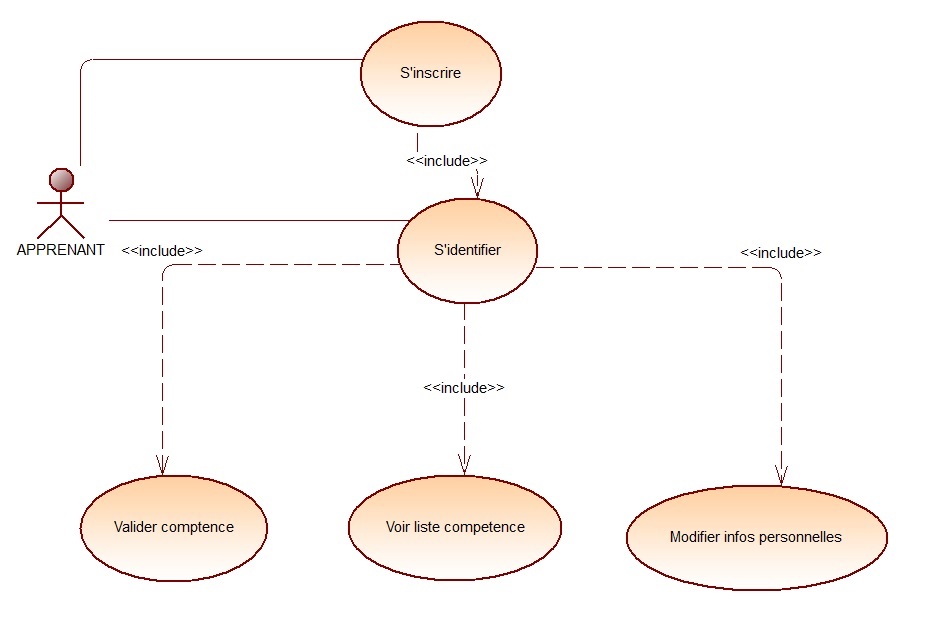 S'inscrire
<<include>>
APPRENANT
<<include>>
S'identifier
<<include>>
<<include>>
Valider comptence
Voir liste competence
Modifier infos personnelles